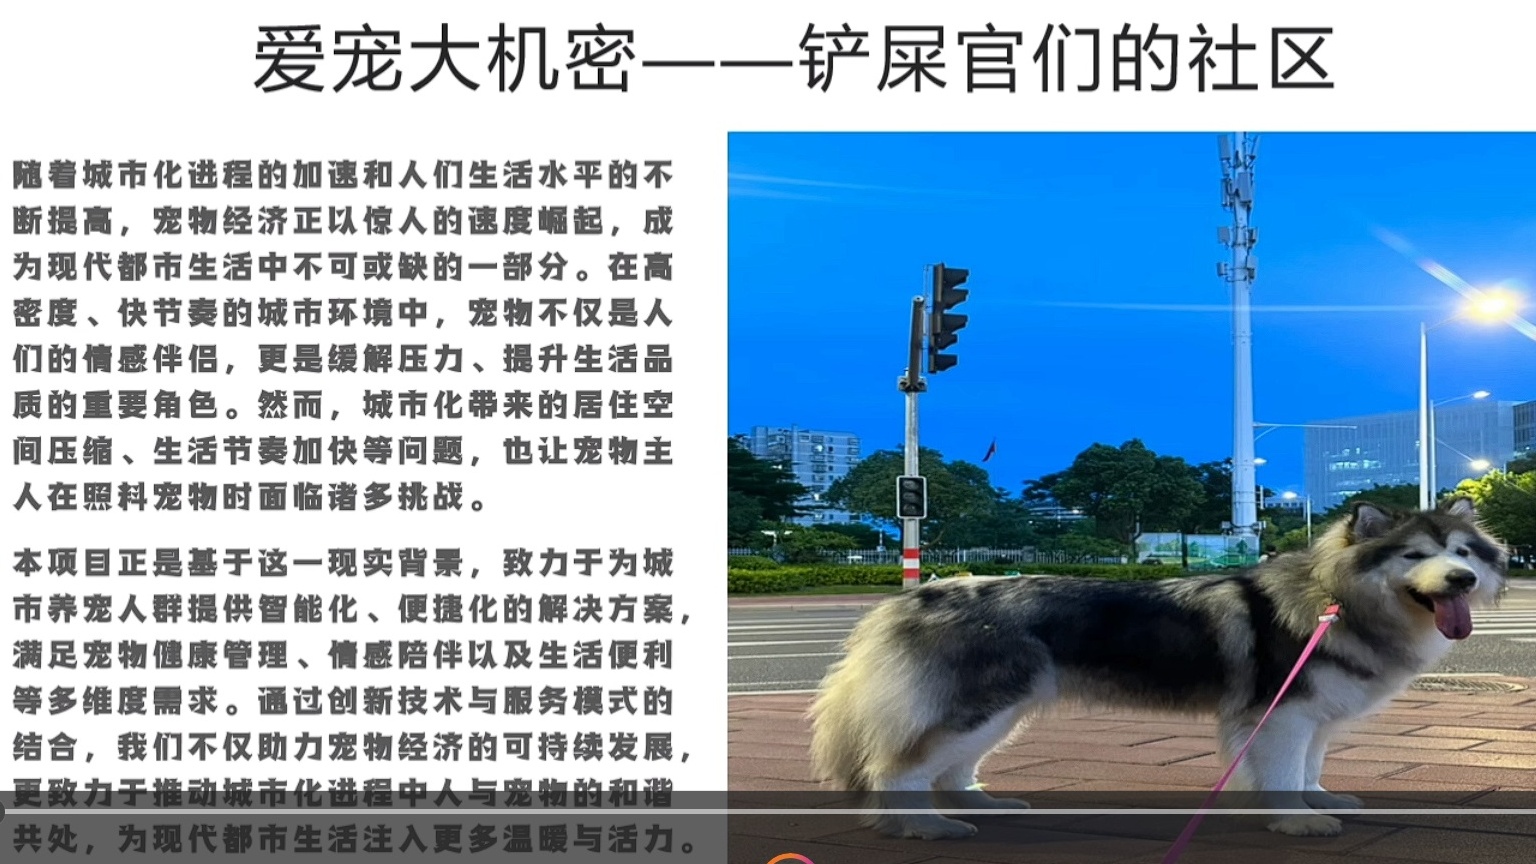 爱宠大机密——铲屎官们的社区
随着城市化进程的加速和人们生活水平的不
断提高，宠物经济正以惊人的速度崛起，成
为现代都市生活中不可或缺的一部分。在高
密度、快节奏的城市环境中，宠物不仅是人
们的情感伴侣，更是缓解压力、提升生活品
质的重要角色。然而，城市化带来的居住空
间压缩、生活节奏加快等问题，也让宠物主
人在照料宠物时面临诸多挑战。
本项目正是基于这一现实背景，致力于为城
市养宠人群提供智能化、便捷化的解决方案，
满足宠物健康管理、情感陪伴以及生活便利
等多维度需求。通过创新技术与服务模式的
结合，我们不仅助力宠物经济的可持续发展，
更致力于推动城市化进程中人与宠物的和谐
共处，为现代都市生活注入更多温暖与活力。